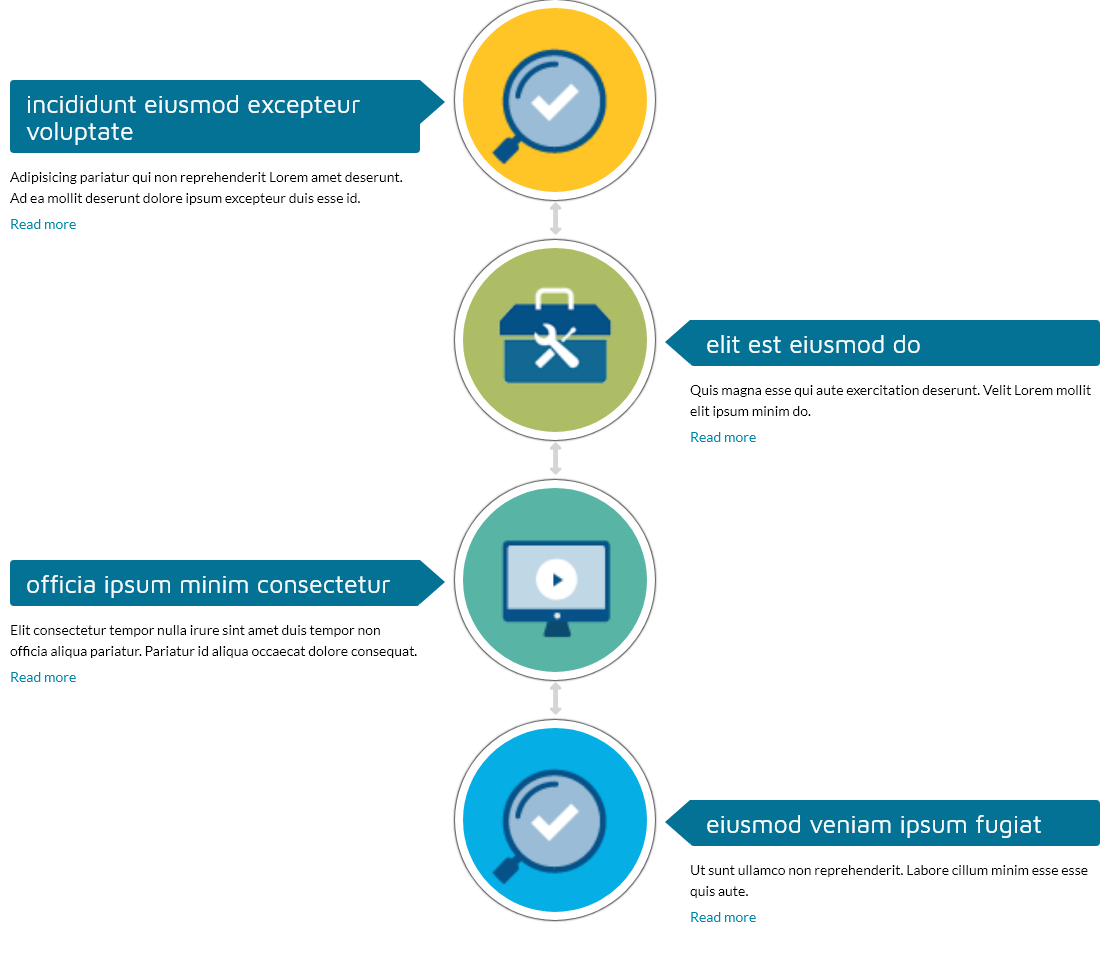 incididunt eiusmod excepteur
voluptate
Adipisicing pariatur qui non reprehenderit Lorem amet deserunt.
Ad ea mollit deserunt dolore ipsum excepteur duis esse id.
Read more
elit est eiusmod do
Quis magna esse qui aute exercitation deserunt. Velit Lorem mollit
elit ipsum minim do.
Read more
officia ipsum minim consectetur
Elit consectetur tempor nulla irure sint amet duis tempor non
officia aliqua pariatur. Pariatur id aliqua occaecat dolore consequat.
Read more
eiusmod veniam ipsum fugiat
Ut sunt ullamco non reprehenderit. Labore cillum minim esse esse
quis aute.
Read more